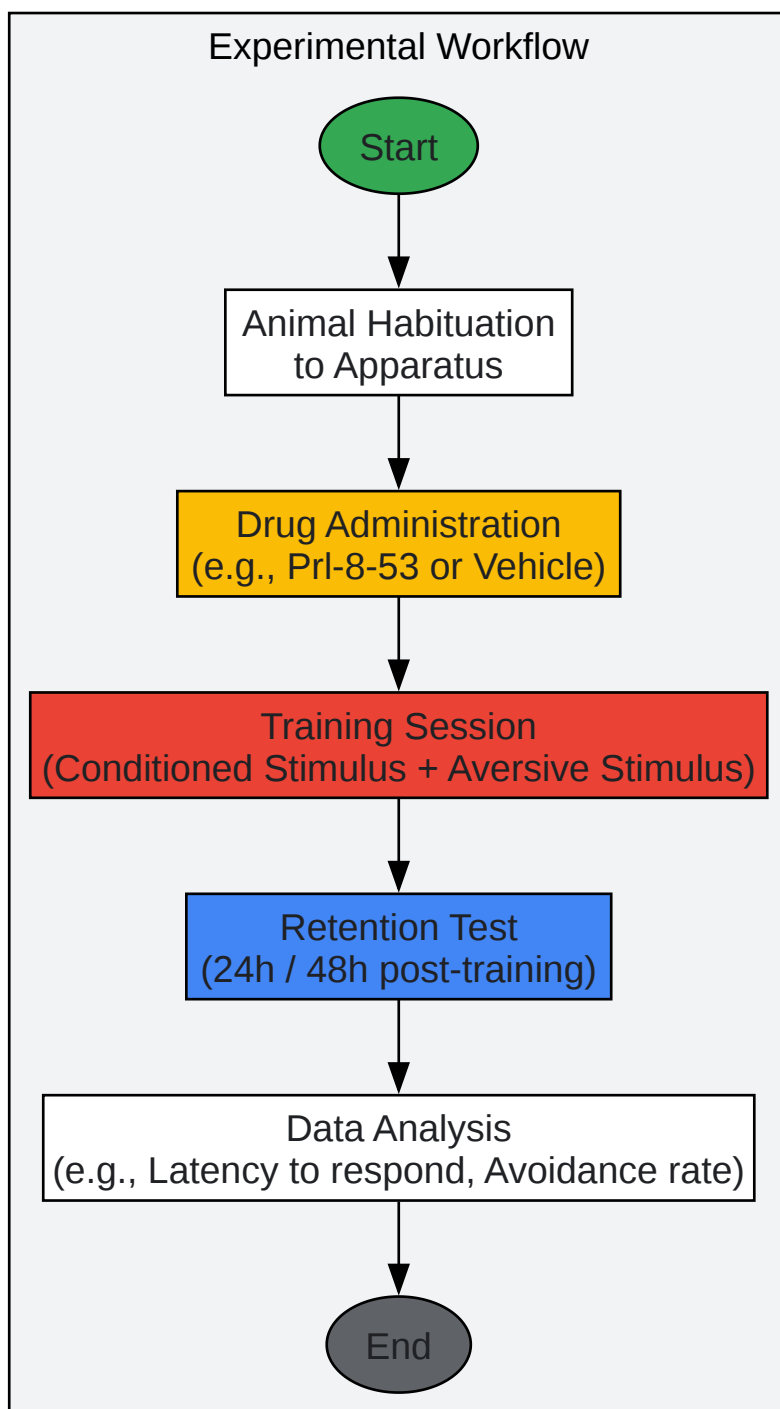 Experimental Workflow
Start
Animal Habituation
to Apparatus
Drug Administration
(e.g., Prl-8-53 or Vehicle)
Training Session
(Conditioned Stimulus + Aversive Stimulus)
Retention Test
(24h / 48h post-training)
Data Analysis
(e.g., Latency to respond, Avoidance rate)
End